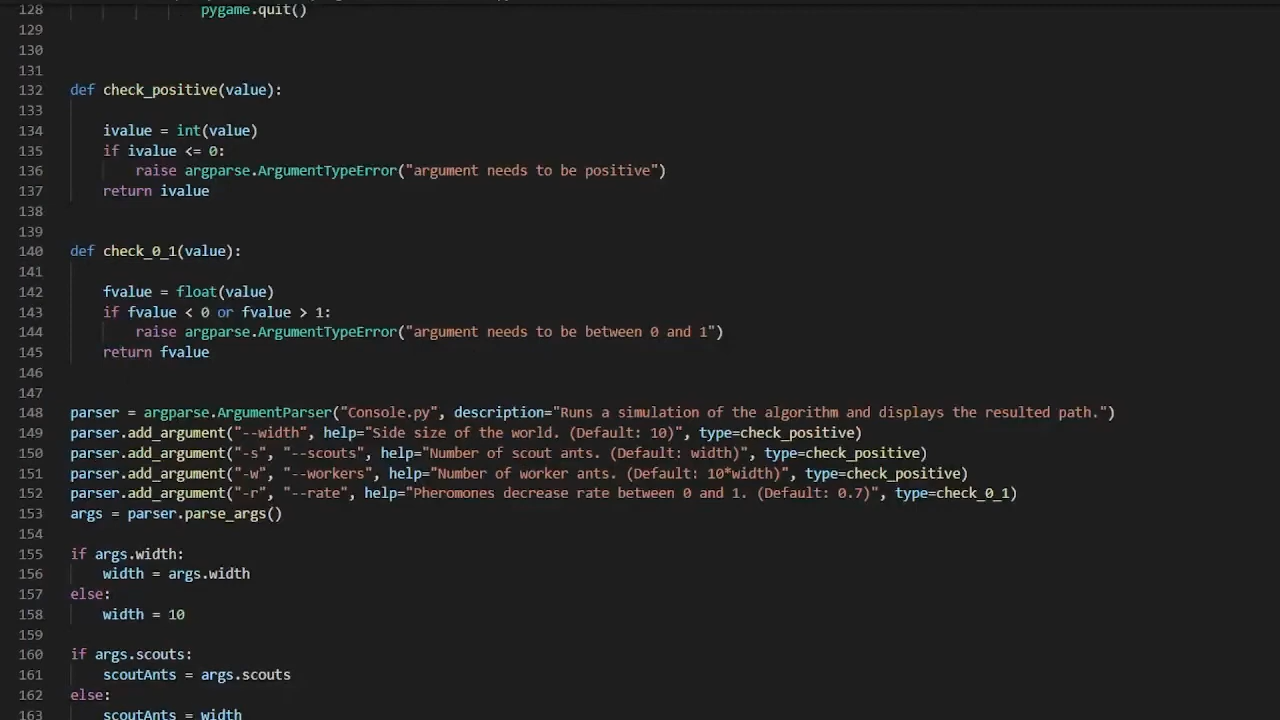 128 pygame.quit()
129
130
131
132 def check_positive(value):
133
134 ivalue = int(value)
135 if ivalue <= 0:
136 raise argparse.ArgumentTypeError("argument needs to be positive")
137 return ivalue
138
139
140 def check_0_1(value):
141
142 fvalue = float(value)
143 if fvalue < 0 or fvalue > 1:
144 raise argparse.ArgumentTypeError("argument needs to be between 0 and 1")
145 return fvalue
146
147
148 parser = argparse.ArgumentParser("Console.py", description="Runs a simulation of the algorithm and displays the resulted path.")
149 parser.add_argument("--width", help="Side size of the world. (Default: 10)", type=check_positive)
150 parser.add_argument("-s", "--scouts", help="Number of scout ants. (Default: width)", type=check_positive)
151 parser.add_argument("-w", "--workers", help="Number of worker ants. (Default: 10*width)", type=check_positive)
152 parser.add_argument("-r", "--rate", help="Pheromones decrease rate between 0 and 1. (Default: 0.7)", type=check_0_1)
153 args = parser.parse_args()
154
155 if args.width:
156 width = args.width
157 else:
158 width = 10
159
160 if args.scouts:
161 scoutAnts = args.scouts
162 else:
163 scoutAnts = width